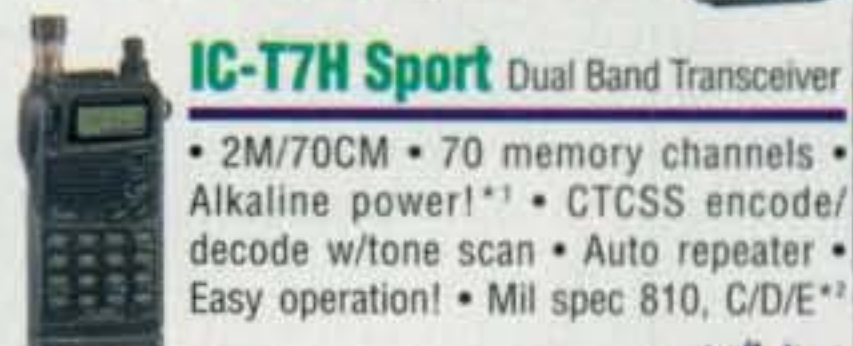 IC-T7H Sport Dual Band Transceiver
• 2M/70CM • 70 memory channels •
Alkaline power!*1 • CTCSS encode/
decode w/tone scan • Auto repeater •
Easy operation! • Mil spec 810, C/D/E*2